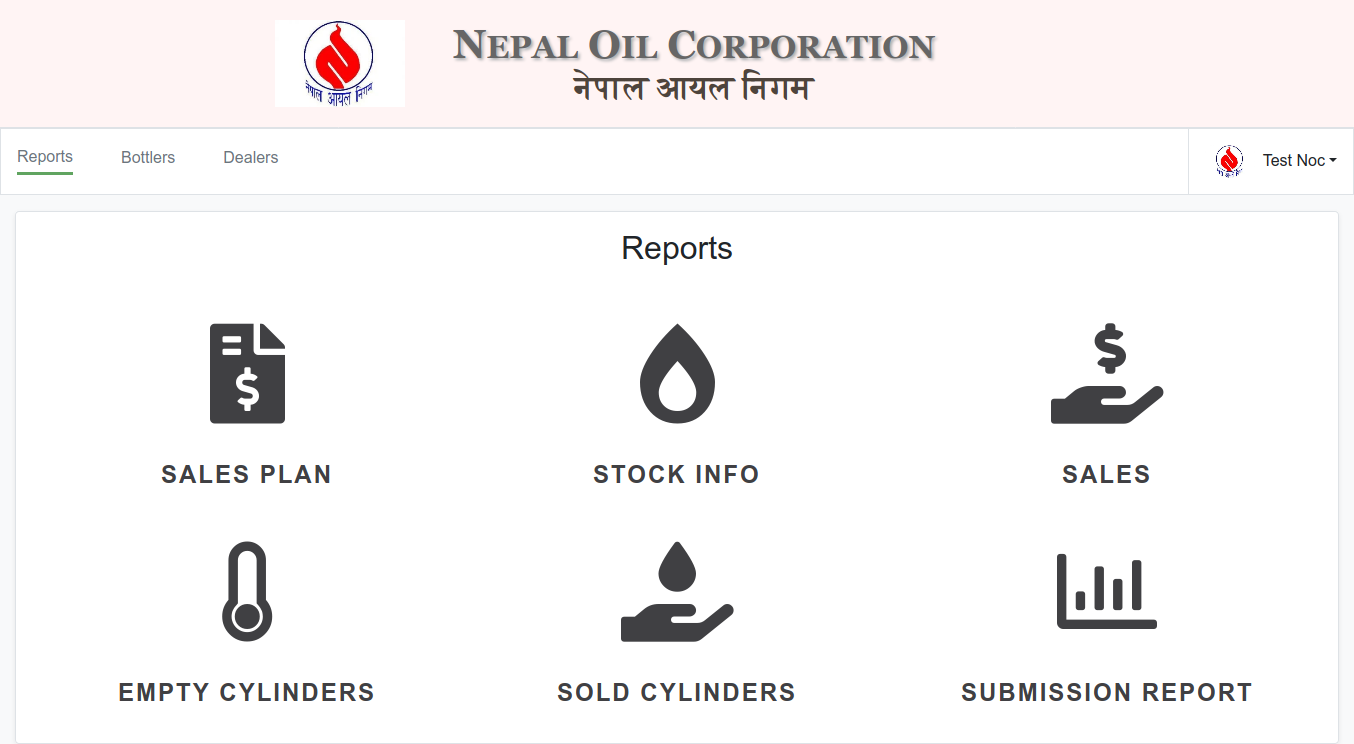 NEPAL OIL CORPORATION
नेपाल आयल निगम
नेपाल आयल निगम
Reports
Bottlers
Dealers
Test Noc
Reports
SALES PLAN
STOCK INFO
SALES
EMPTY CYLINDERS
SOLD CYLINDERS
SUBMISSION REPORT